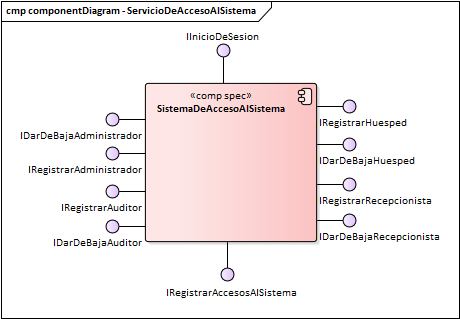 cmp componentDiagram - ServicioDeAccesoAlSistema
IInicioDeSesion
«comp spec»
SistemaDeAccesoAlSistema
IDarDeBajaAdministrador
IRegistrarAdministrador
IRegistrarAuditor
IDarDeBajaAuditor
IRegistrarHuesped
IDarDeBajaHuesped
IRegistrarRecepcionista
IDarDeBajaRecepcionista
IRegistrarAccesosAlSistema